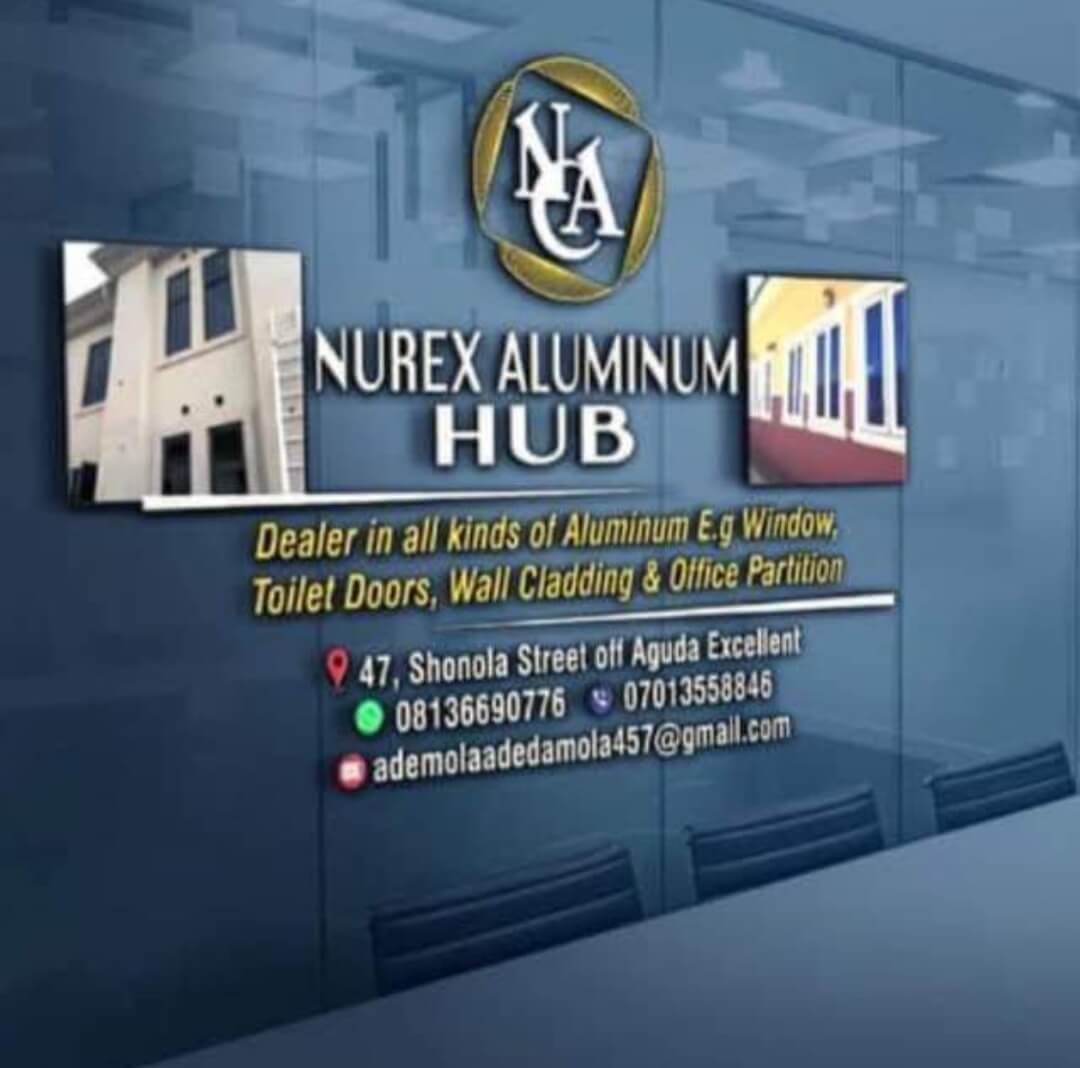 NCA
NUREX ALUMINUM
HUB
Dealer in all kinds of Aluminum E.g Window,
Toilet Doors, Wall Cladding & Office Partition
47, Shonola Street off Aguda Excellent
08136690776 07013558846
ademolaadedamola457@gmail.com